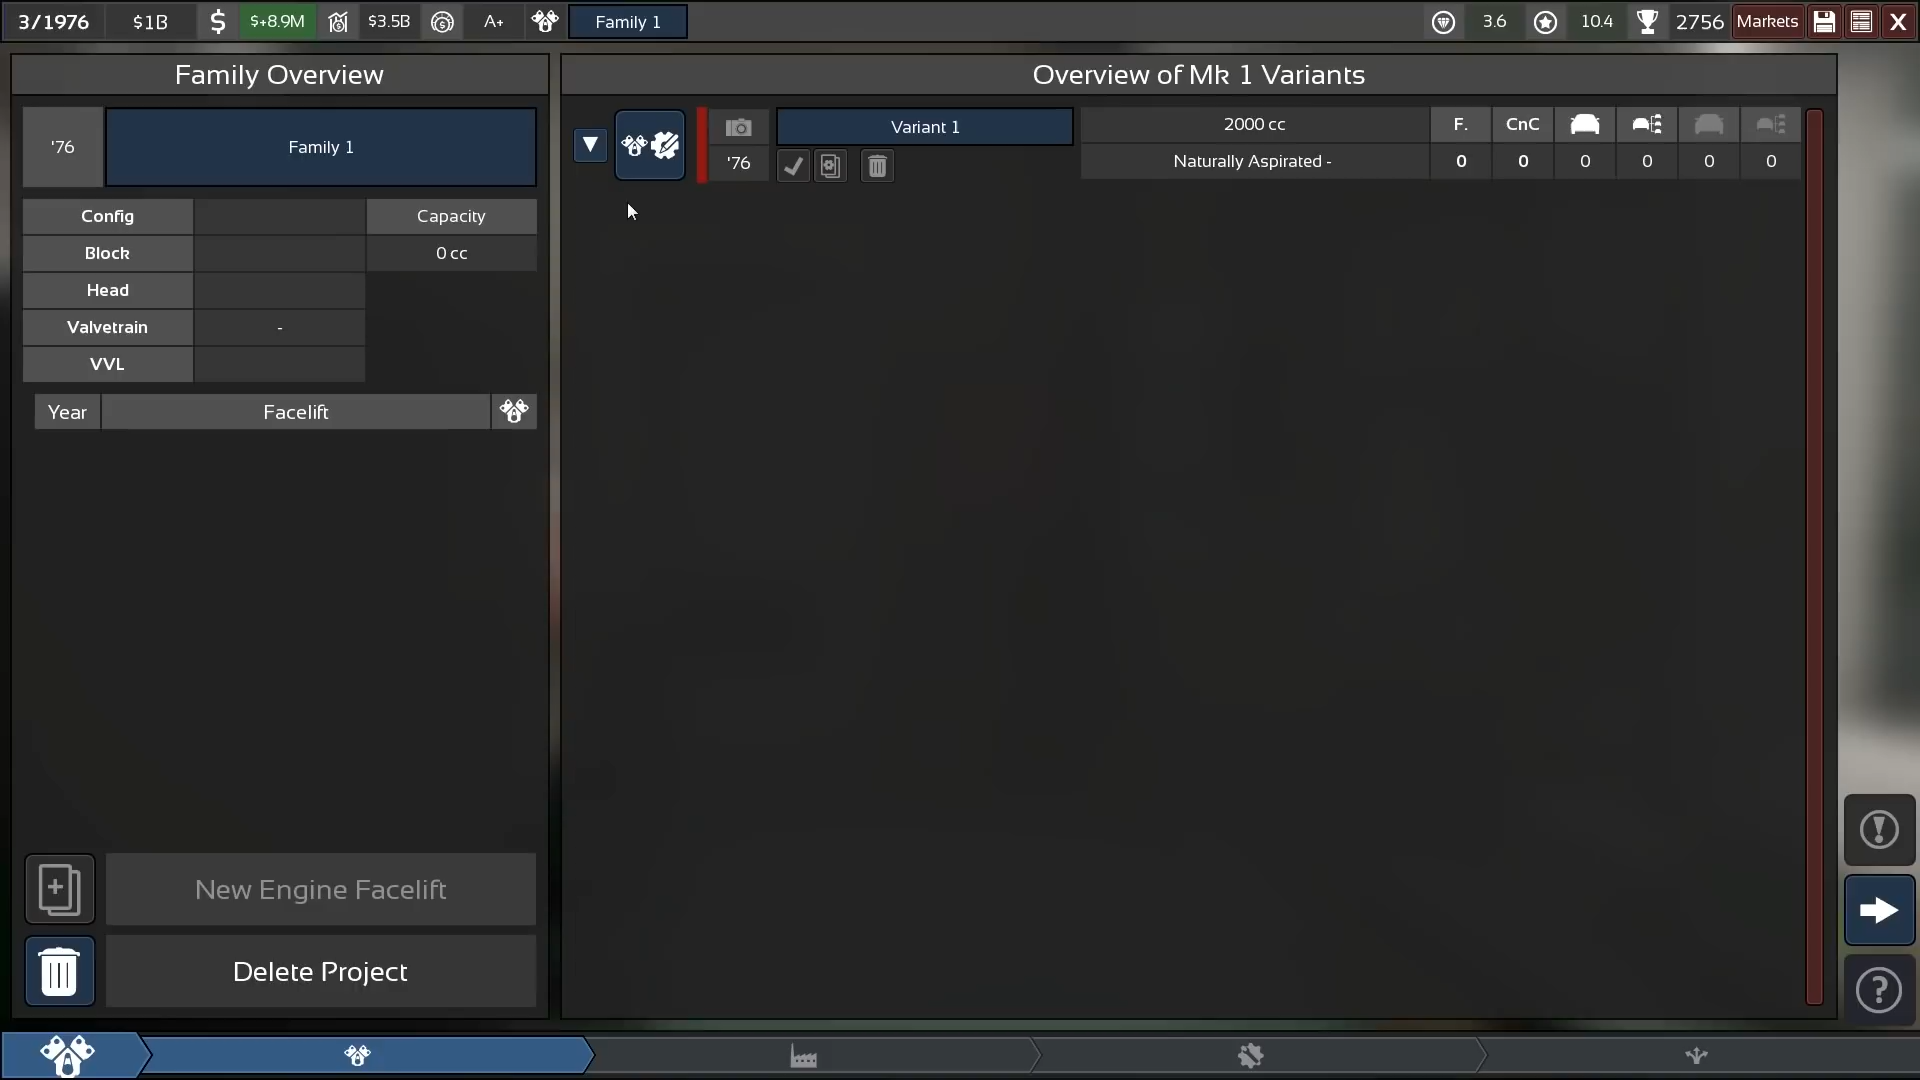 3/1976 $1B $+8.9M $3.5B A+ Family 1 3.6 10.4 2756 Markets X
Family Overview
'76 Family 1
Config Capacity
Block 0 cc
Head
Valvetrain -
VVL
Year Facelift
New Engine Facelift
Delete Project
Overview of Mk 1 Variants
Variant 1 2000 cc F. CnC
'76 Naturally Aspirated - 0 0 0 0 0 0